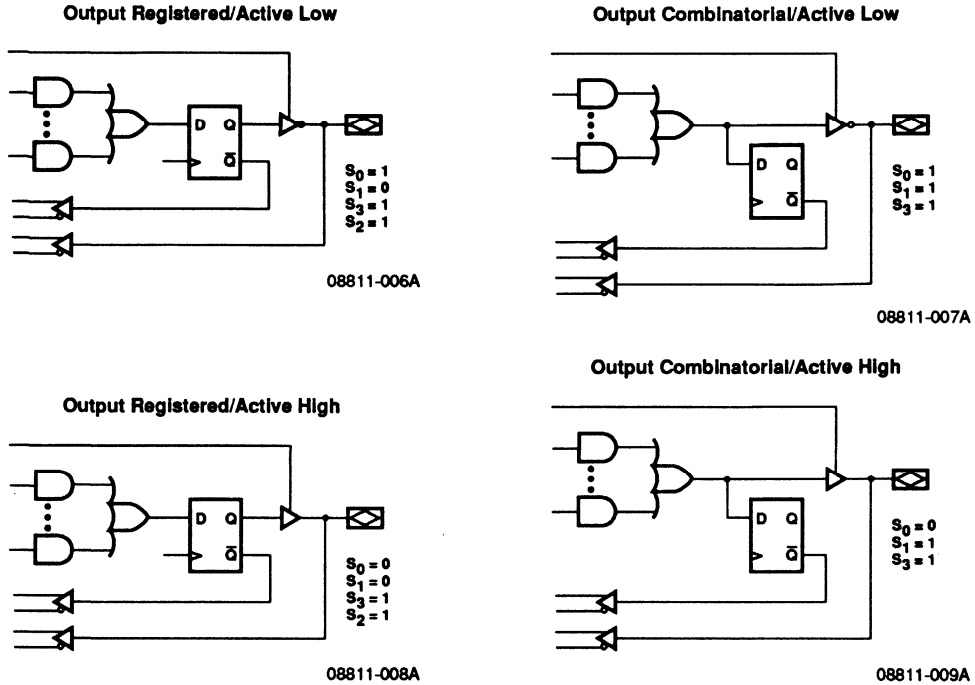 Output Registered/Active Low
D Q
Q̅
S0 = 1
S1 = 0
S3 = 1
S2 = 1
08811-006A
Output Combinatorial/Active Low
D Q
Q̅
S0 = 1
S1 = 1
S3 = 1
08811-007A
Output Registered/Active High
D Q
Q̅
S0 = 0
S1 = 0
S3 = 1
S2 = 1
08811-008A
Output Combinatorial/Active High
D Q
Q̅
S0 = 0
S1 = 1
S3 = 1
08811-009A